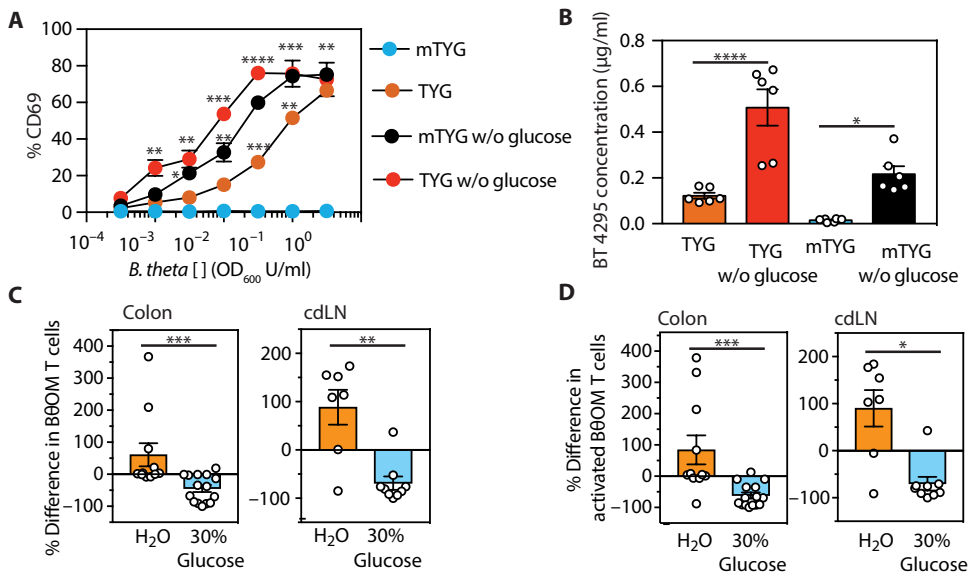 A
% CD69
100
80
60
40
20
0
** ** * *** ** **** *** *** ** **
10⁻⁴ 10⁻³ 10⁻² 10⁻¹ 10⁰
B. theta [ ] (OD₆₀₀ U/ml)
mTYG
TYG
mTYG w/o glucose
TYG w/o glucose
B
BT 4295 concentration (µg/ml)
0.8
0.6
0.4
0.2
0.0
****
*
TYG
TYG
w/o glucose
mTYG
mTYG
w/o glucose
C
% Difference in BθOM T cells
Colon
400
300
200
100
100
50
0
−100
***
H₂O
30%
Glucose
cdLN
200
100
0
−100
**
H₂O
30%
Glucose
D
% Difference in
activated BθOM T cells
Colon
400
300
200
100
100
50
0
−100
***
H₂O
30%
Glucose
cdLN
200
100
0
−100
*
H₂O
30%
Glucose